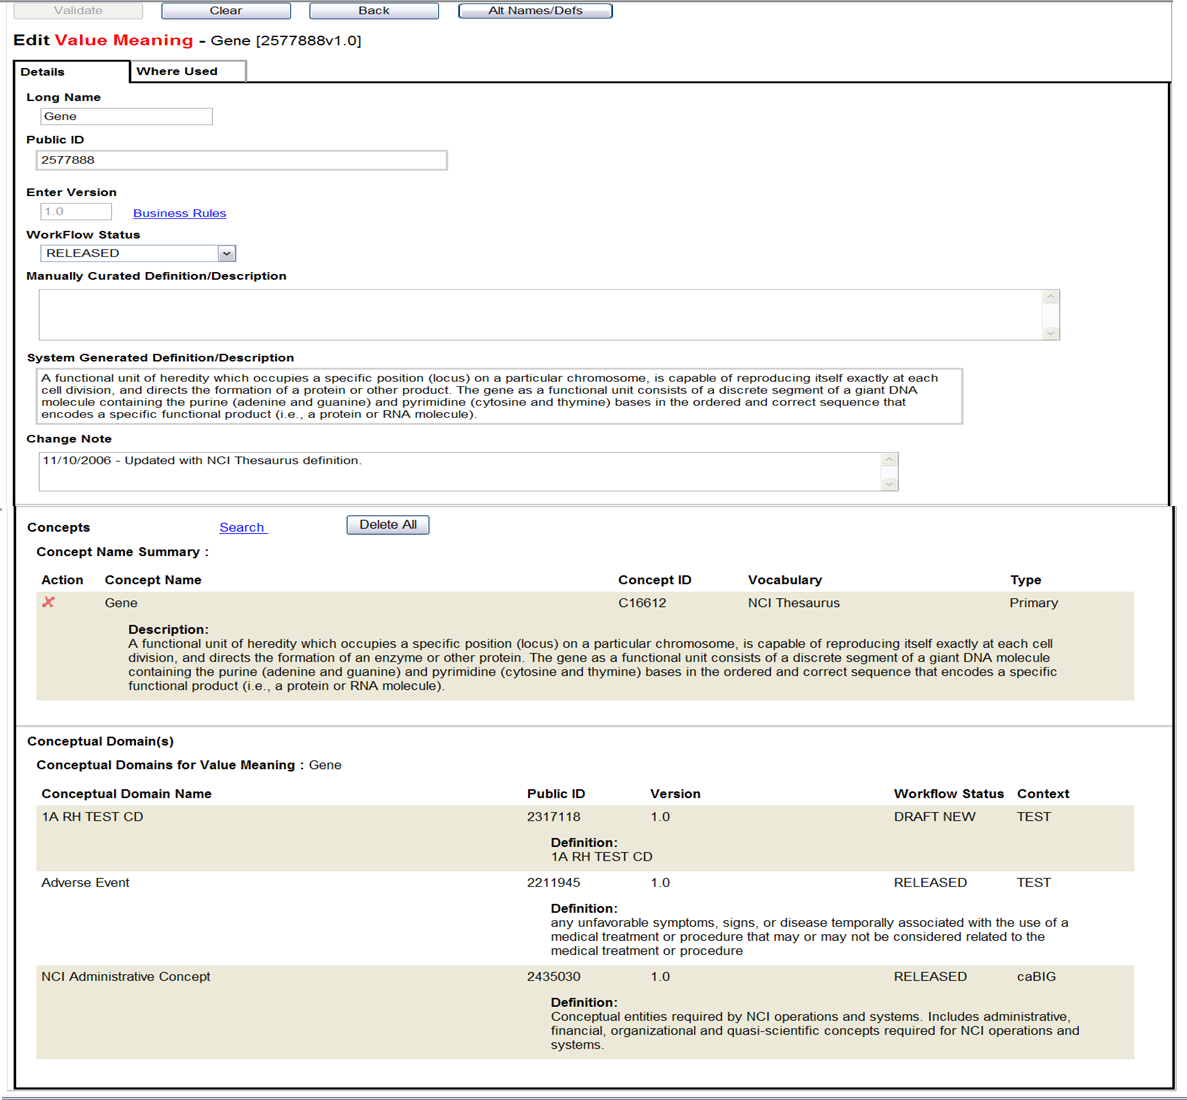 Validate Clear Back Alt Names/Defs
Edit Value Meaning - Gene [2577888v1.0]
Details Where Used
Long Name
Gene
Public ID
2577888
Enter Version
1.0 Business Rules
WorkFlow Status
RELEASED
Manually Curated Definition/Description
System Generated Definition/Description
A functional unit of heredity which occupies a specific position (locus) on a particular chromosome, is capable of reproducing itself exactly at each
cell division, and directs the formation of a protein or other product. The gene as a functional unit consists of a discrete segment of a giant DNA
molecule containing the purine (adenine and guanine) and pyrimidine (cytosine and thymine) bases in the ordered and correct sequence that
encodes a specific functional product (i.e., a protein or RNA molecule).
Change Note
11/10/2006 - Updated with NCI Thesaurus definition.
Concepts Search Delete All
Concept Name Summary :
Action Concept Name Concept ID Vocabulary Type
Gene C16612 NCI Thesaurus Primary
Description:
A functional unit of heredity which occupies a specific position (locus) on a particular chromosome, is capable of reproducing itself exactly at each cell
division, and directs the formation of an enzyme or other protein. The gene as a functional unit consists of a discrete segment of a giant DNA molecule
containing the purine (adenine and guanine) and pyrimidine (cytosine and thymine) bases in the ordered and correct sequence that encodes a specific
functional product (i.e., a protein or RNA molecule).
Conceptual Domain(s)
Conceptual Domains for Value Meaning : Gene
Conceptual Domain Name Public ID Version Workflow Status Context
1A RH TEST CD 2317118 1.0 DRAFT NEW TEST
Definition:
1A RH TEST CD
Adverse Event 2211945 1.0 RELEASED TEST
Definition:
any unfavorable symptoms, signs, or disease temporally associated with the use of a
medical treatment or procedure that may or may not be considered related to the
medical treatment or procedure
NCI Administrative Concept 2435030 1.0 RELEASED caBIG
Definition:
Conceptual entities required by NCI operations and systems. Includes administrative,
financial, organizational and quasi-scientific concepts required for NCI operations and
systems.